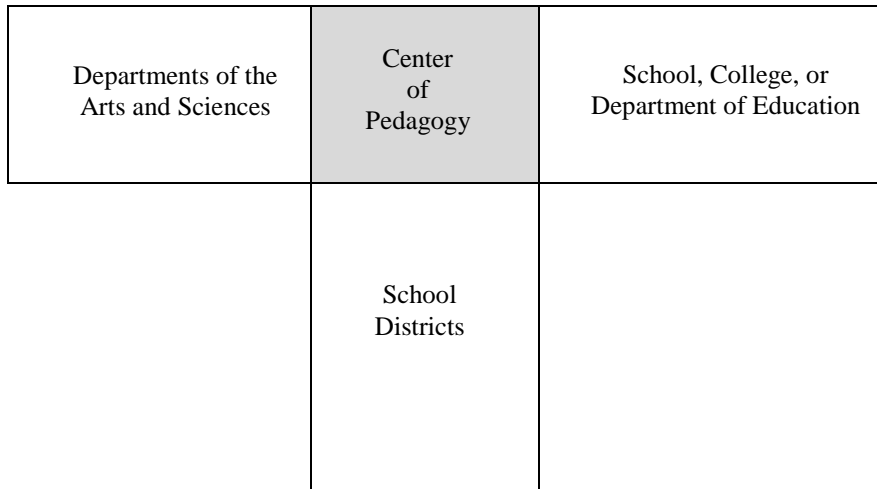 Departments of the
Arts and Sciences
Center
of
Pedagogy
School, College, or
Department of Education
School
Districts